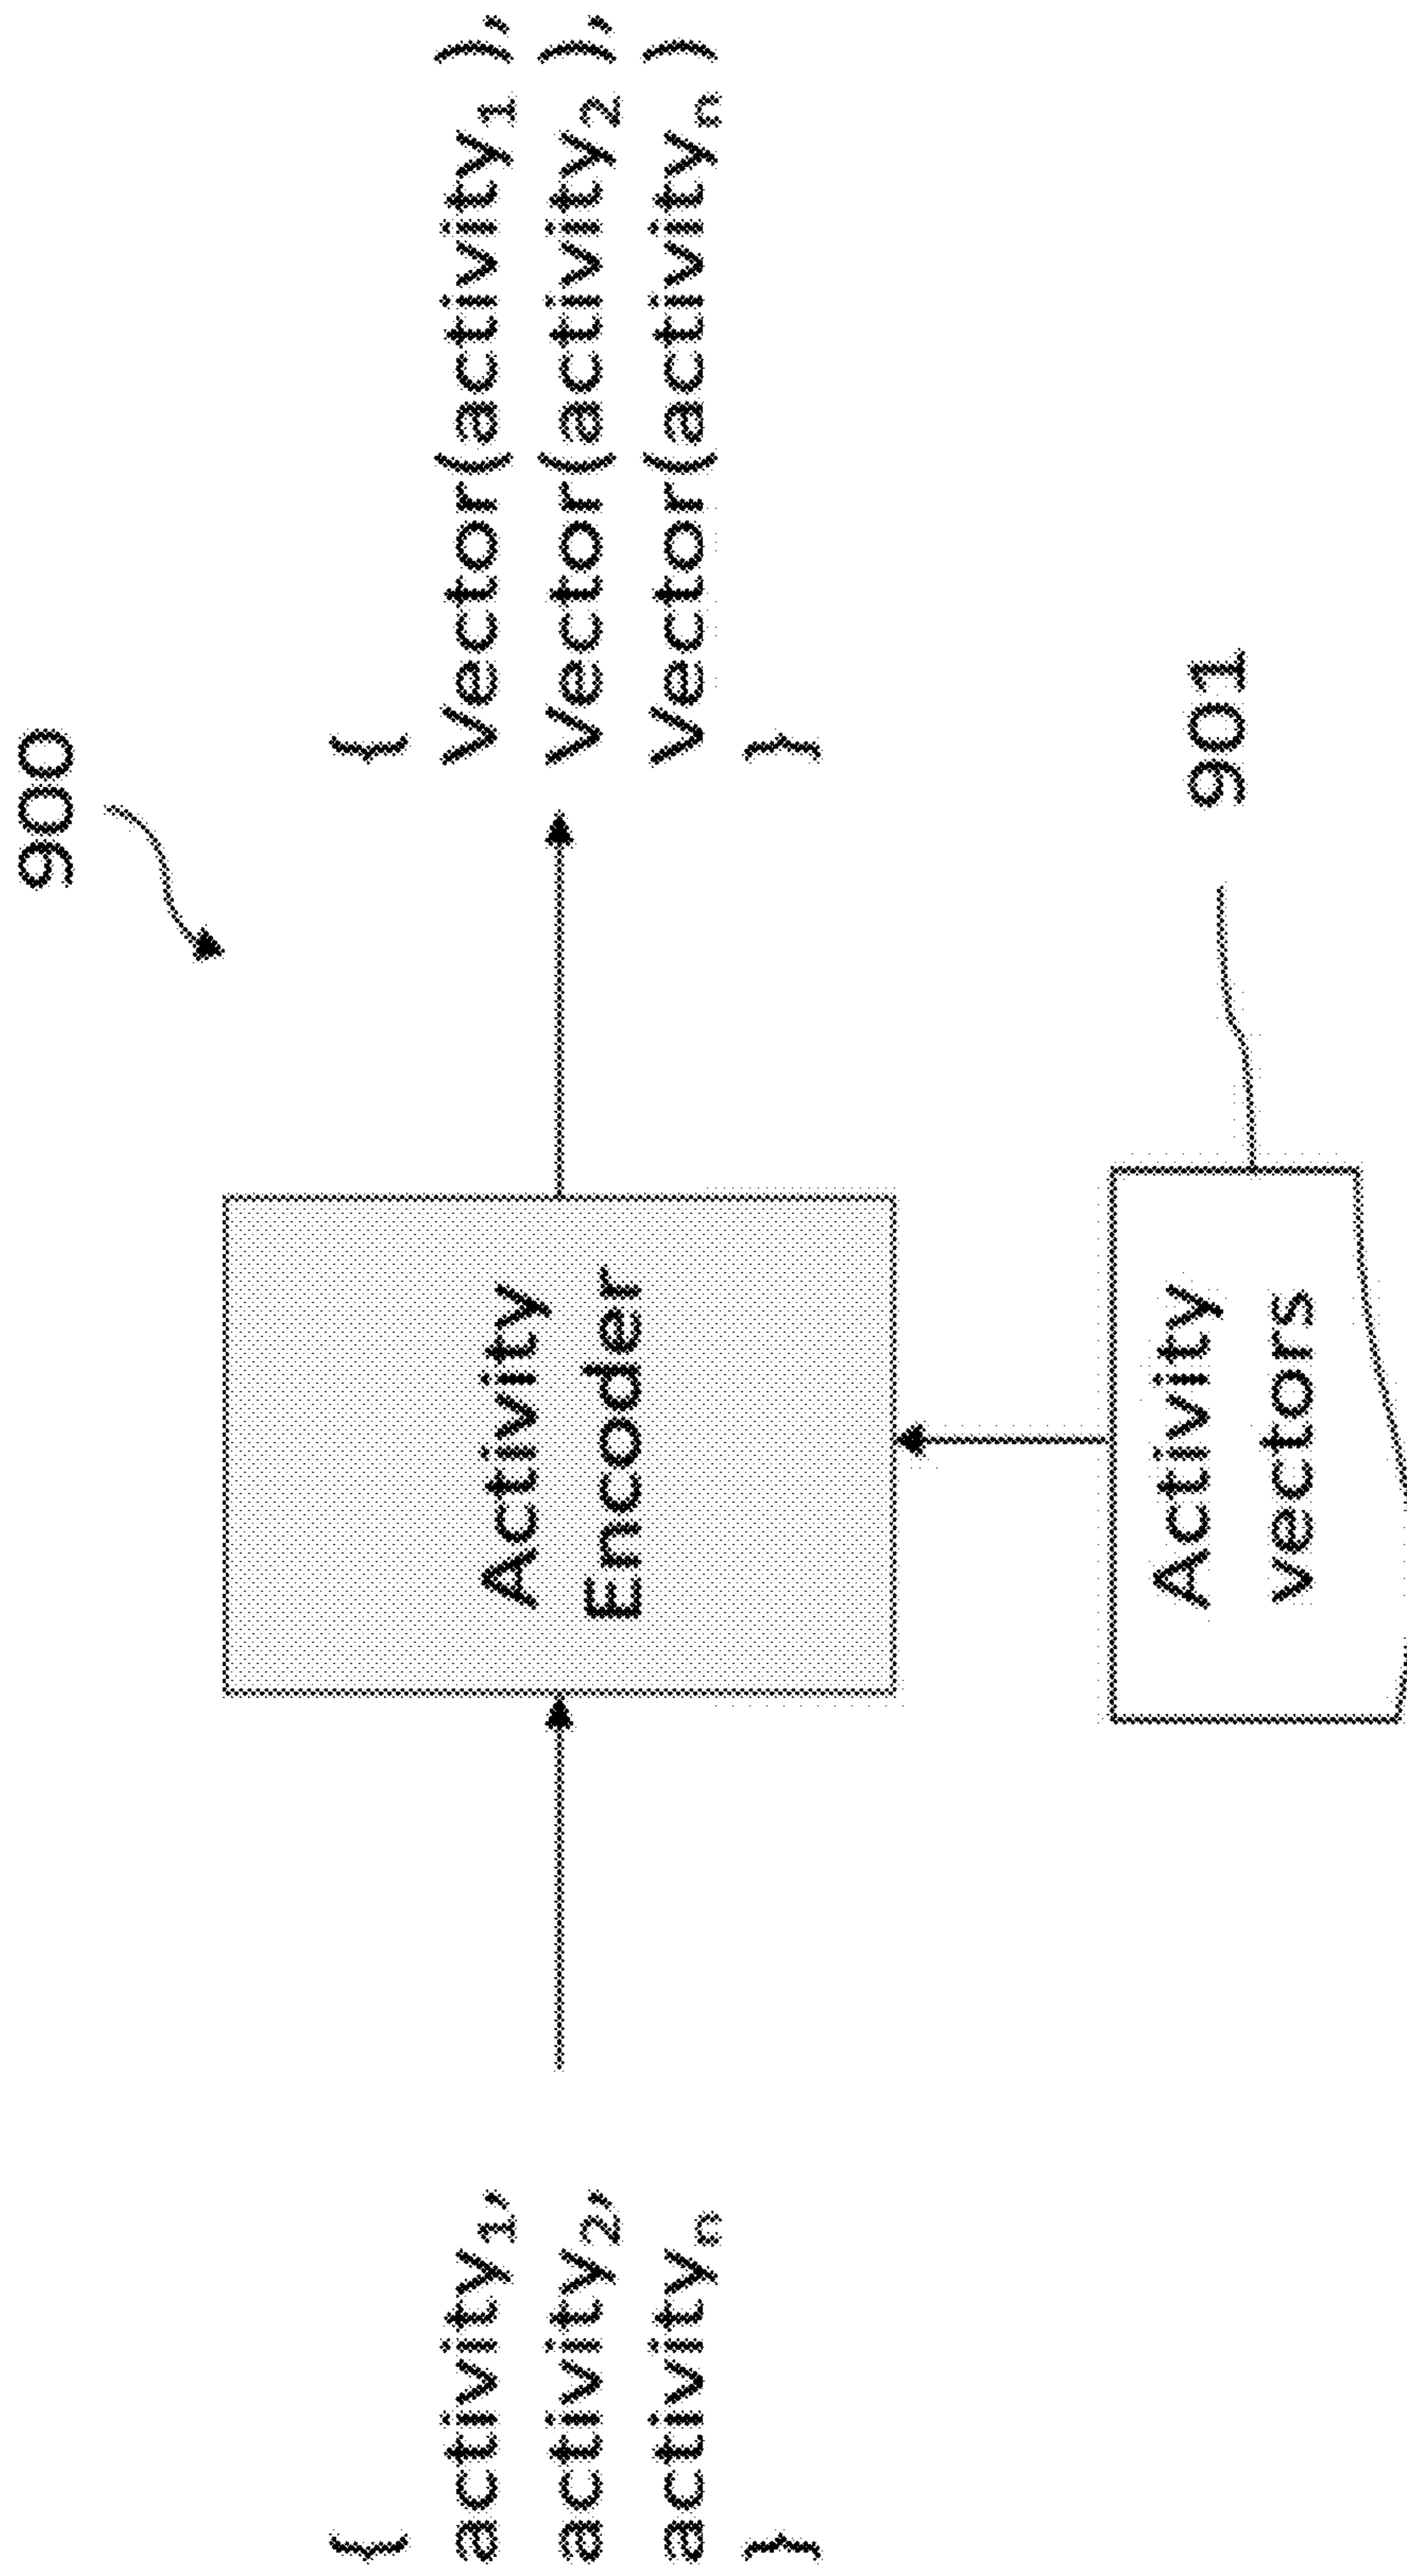 900
{
activity₁,
activity₂,
activityₙ
}
Activity
Encoder
{
Vector(activity₁ ),
Vector(activity₂ ),
Vector(activityₙ )
}
Activity
vectors
901